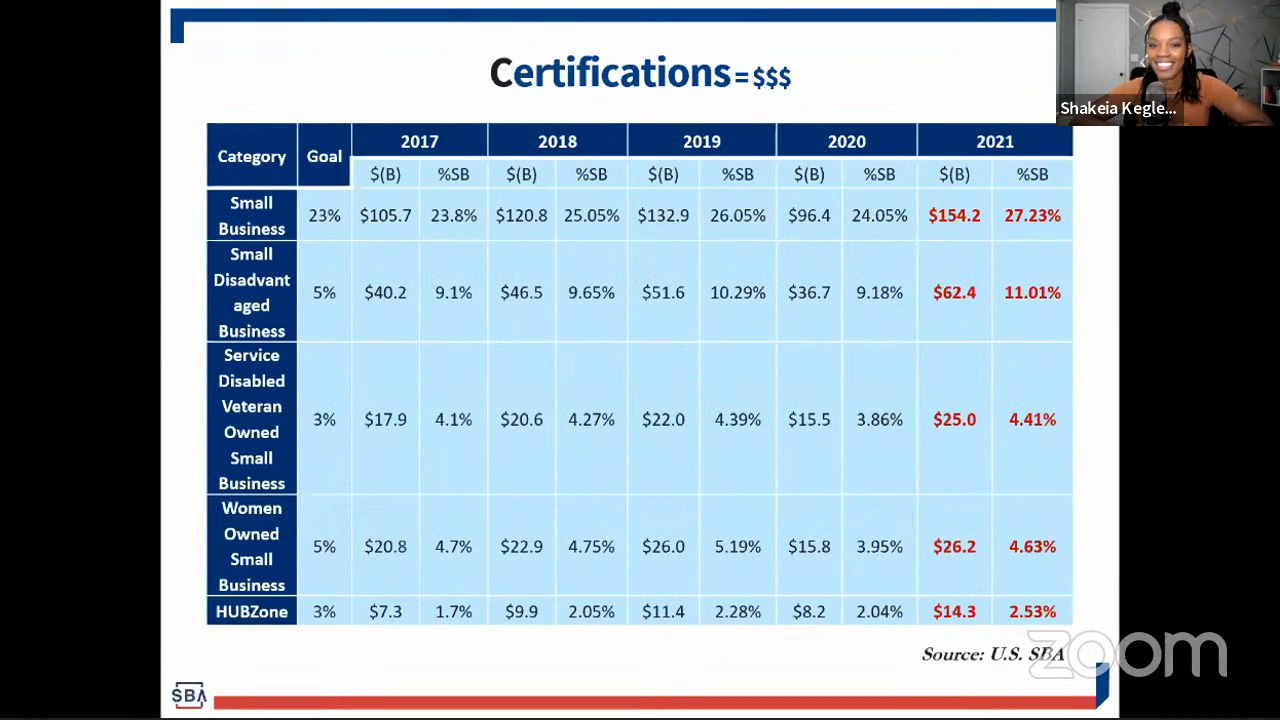 Certifications = $$$
Shakeia Kegle...
Category Goal 2017 2018 2019 2020 2021
$(B) %SB $(B) %SB $(B) %SB $(B) %SB $(B) %SB
Small
Business
23% $105.7 23.8% $120.8 25.05% $132.9 26.05% $96.4 24.05% $154.2 27.23%
Small
Disadvant
aged
Business
5% $40.2 9.1% $46.5 9.65% $51.6 10.29% $36.7 9.18% $62.4 11.01%
Service
Disabled
Veteran
Owned
Small
Business
3% $17.9 4.1% $20.6 4.27% $22.0 4.39% $15.5 3.86% $25.0 4.41%
Women
Owned
Small
Business
5% $20.8 4.7% $22.9 4.75% $26.0 5.19% $15.8 3.95% $26.2 4.63%
HUBZone 3% $7.3 1.7% $9.9 2.05% $11.4 2.28% $8.2 2.04% $14.3 2.53%
Source: U.S. SBA
zoom
SBA